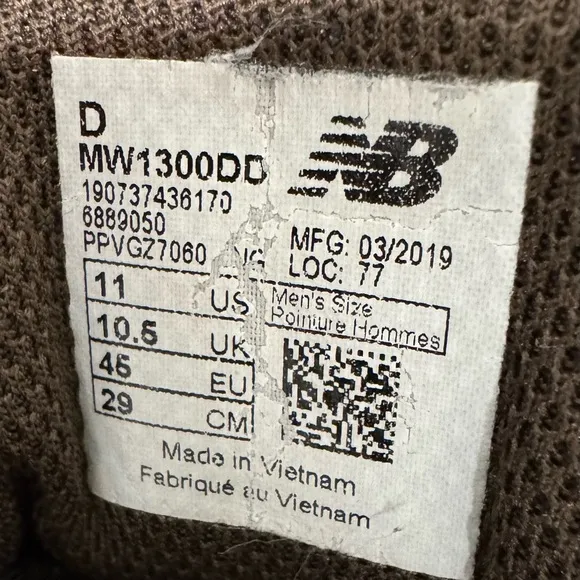 D
MW1300DD
NB
190737436170
6889050
PPVGZ7060
MFG: 03/2019
LOC: 77
11 US
10.5 UK
45 EU
29 CM
Men's Size
Pointure Hommes
Made in Vietnam
Fabriqué au Vietnam